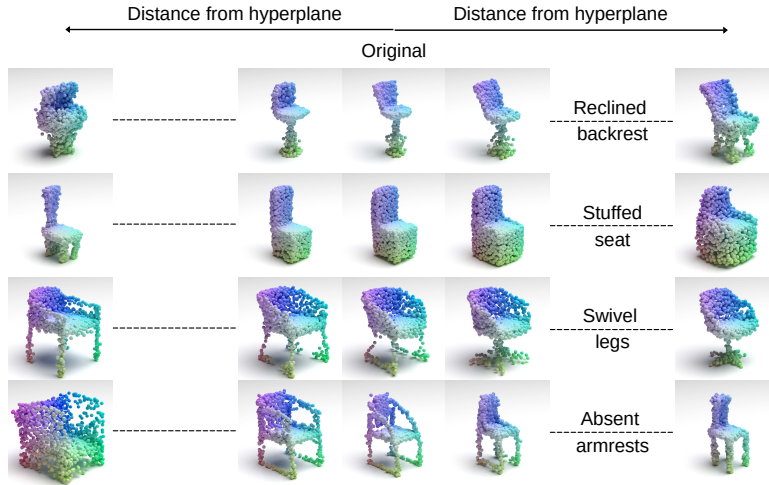 Distance from hyperplane
Distance from hyperplane
Original
Reclined
backrest
Stuffed
seat
Swivel
legs
Absent
armrests